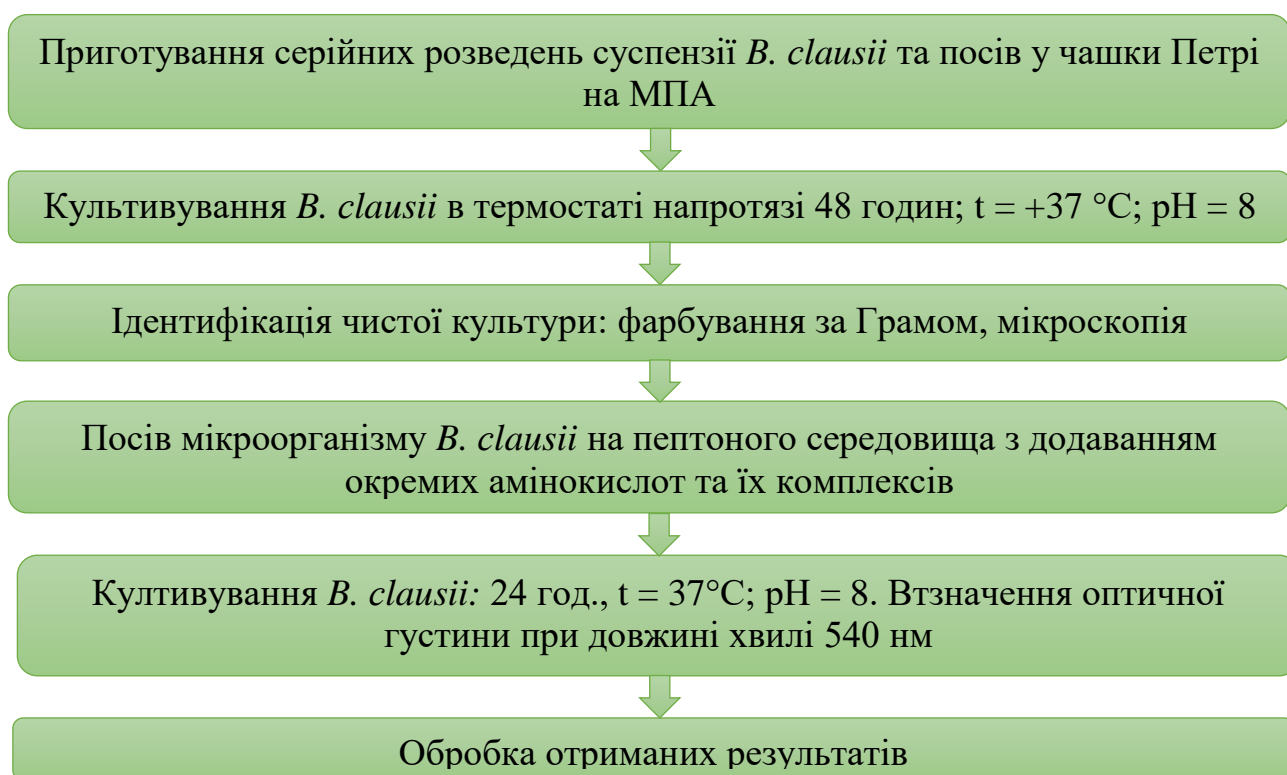 Приготування серійних розведень суспензії B. clausii та посів у чашки Петрі
на МПА
Культивування B. clausii в термостаті напротязі 48 годин; t = +37 °C; pH = 8
Ідентифікація чистої культури: фарбування за Грамом, мікроскопія
Посів мікроорганізму B. clausii на пептоного середовища з додаванням
окремих амінокислот та їх комплексів
Култивування B. clausii: 24 год., t = 37°C; pH = 8. Втзначення оптичної
густини при довжині хвилі 540 нм
Обробка отриманих результатів